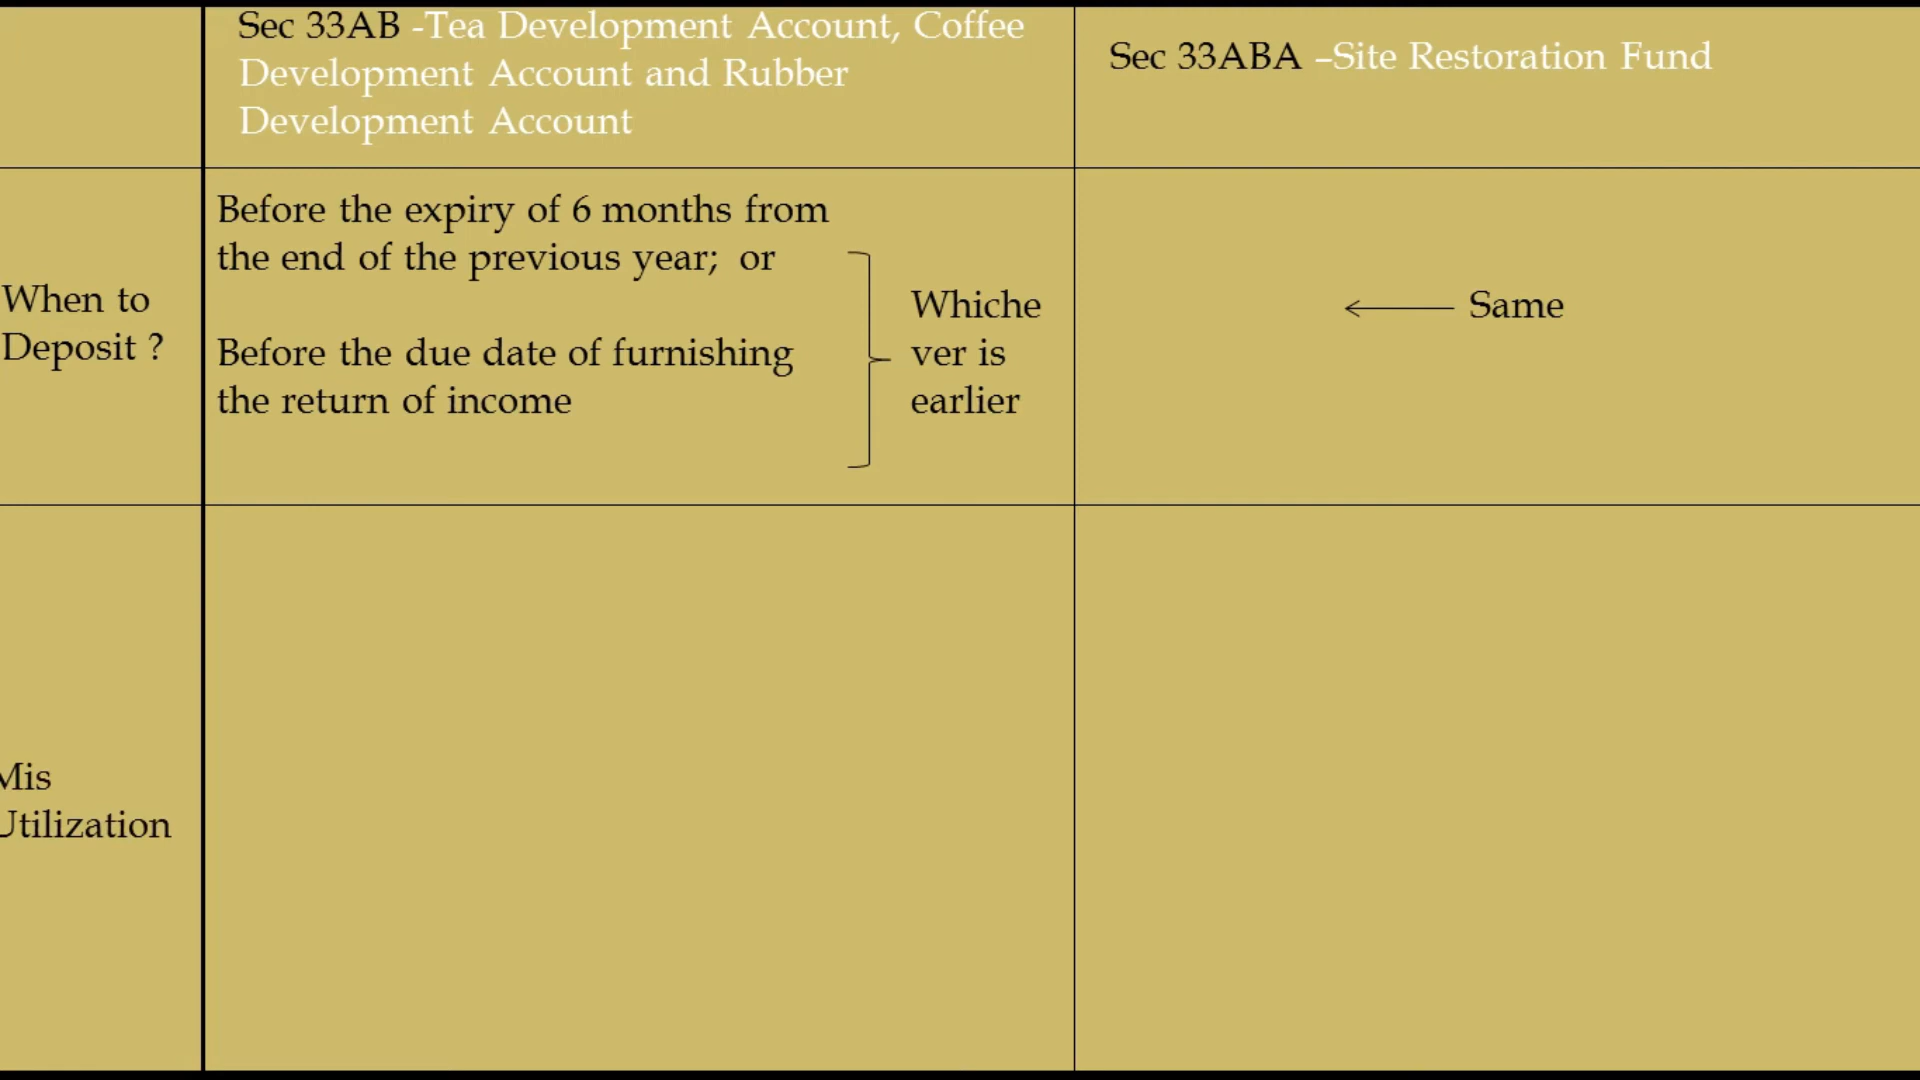 Sec 33AB -Tea Development Account, Coffee
Development Account and Rubber
Development Account
Sec 33ABA –Site Restoration Fund
When to
Deposit ?
Before the expiry of 6 months from
the end of the previous year; or
Before the due date of furnishing
the return of income
Whiche
ver is
earlier
Same
Mis
Utilization